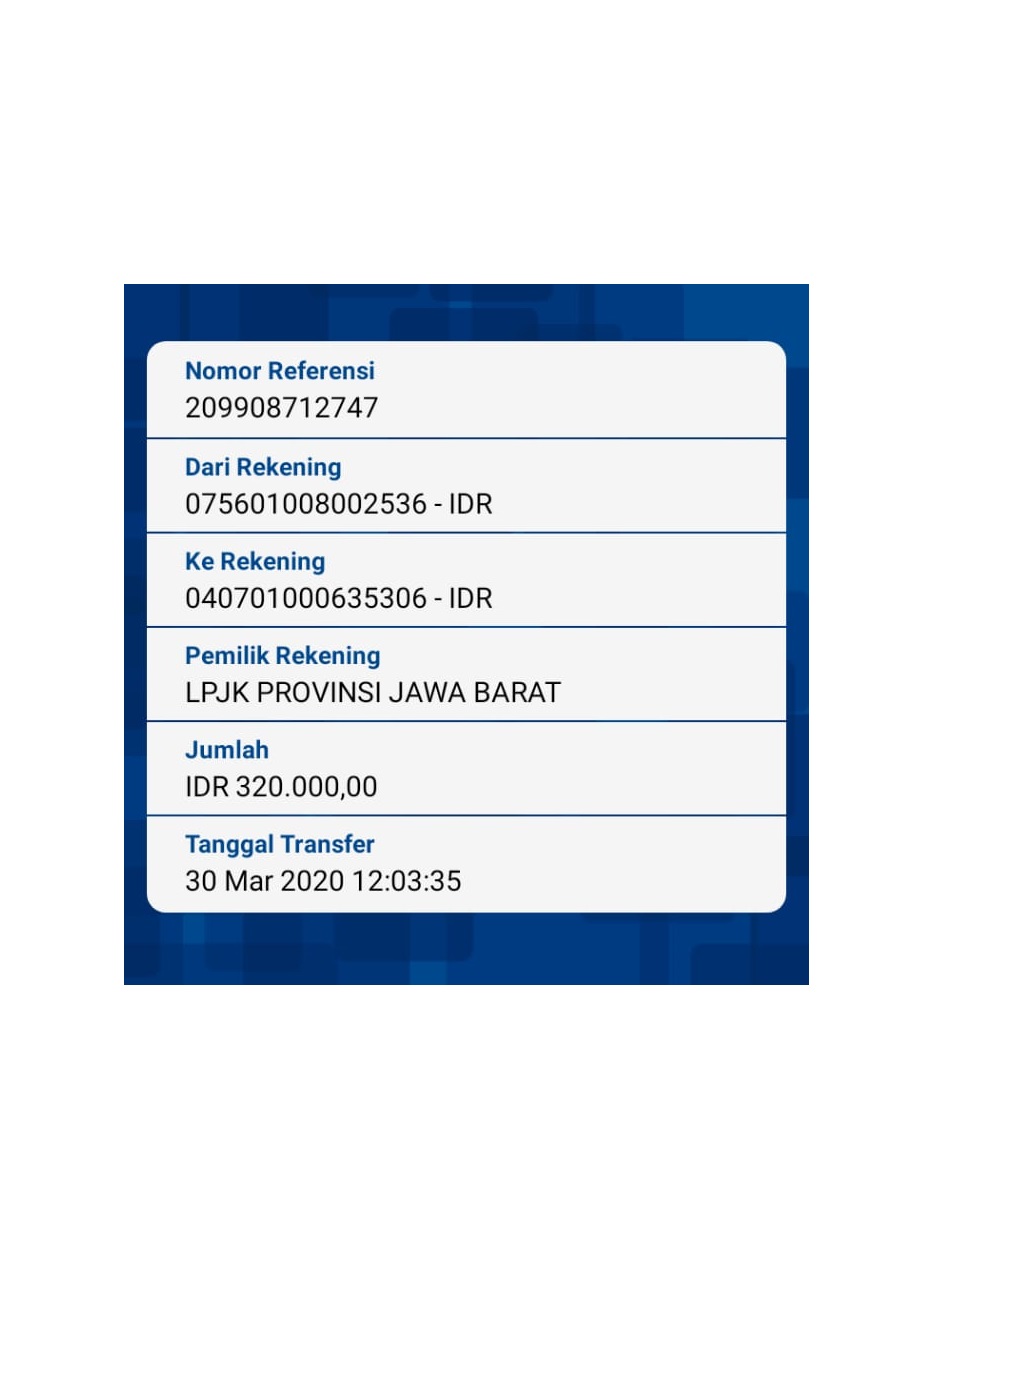 Nomor Referensi
209908712747
Dari Rekening
075601008002536 - IDR
Ke Rekening
040701000635306 - IDR
Pemilik Rekening
LPJK PROVINSI JAWA BARAT
Jumlah
IDR 320.000,00
Tanggal Transfer
30 Mar 2020 12:03:35